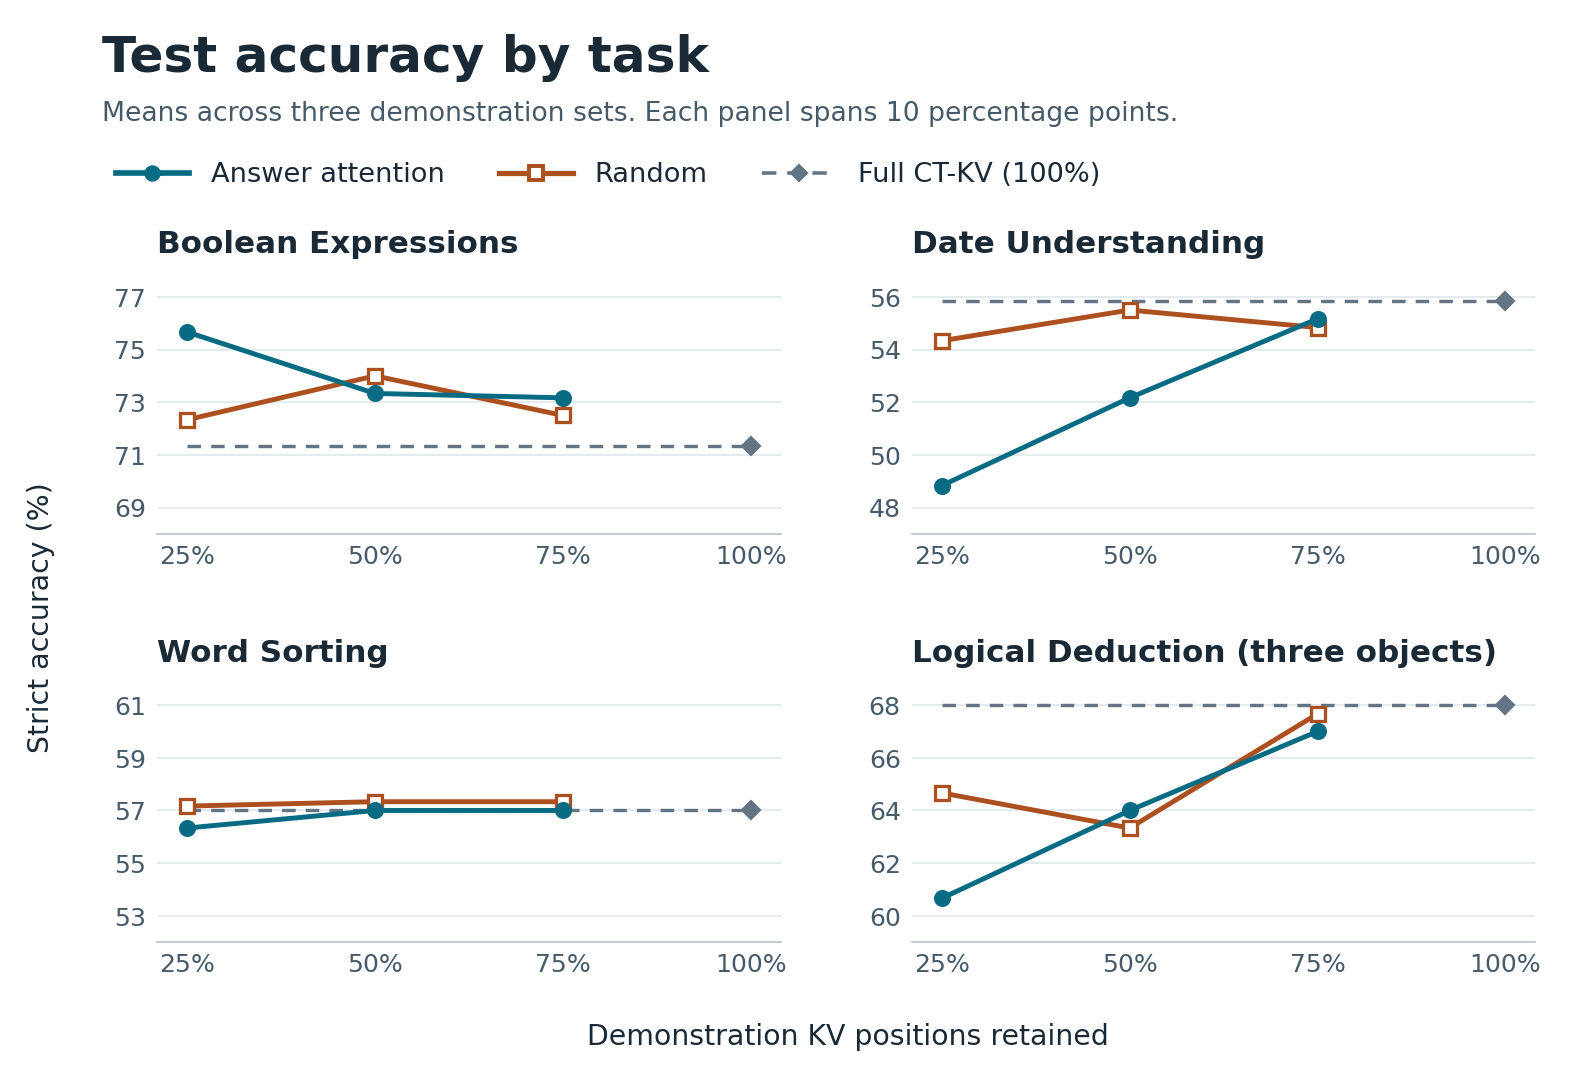 Test accuracy by task
Means across three demonstration sets. Each panel spans 10 percentage points.
Answer attention Random Full CT-KV (100%)
Strict accuracy (%)
Boolean Expressions
77
75
73
71
69
25% 50% 75% 100%
Date Understanding
56
54
52
50
48
25% 50% 75% 100%
Word Sorting
61
59
57
55
53
25% 50% 75% 100%
Logical Deduction (three objects)
68
66
64
62
60
25% 50% 75% 100%
Demonstration KV positions retained